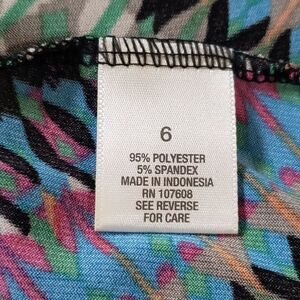 6
95% POLYESTER
5% SPANDEX
MADE IN INDONESIA
RN 107608
SEE REVERSE
FOR CARE